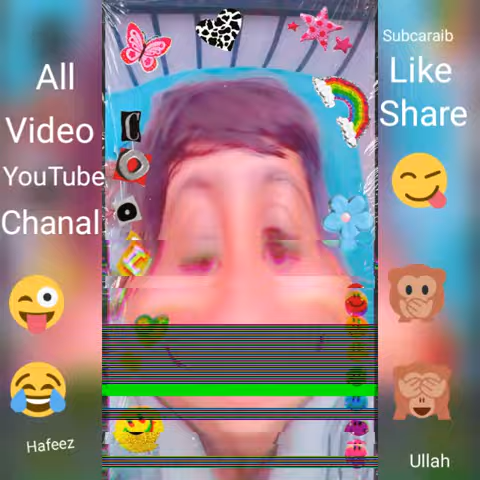 All
Video
YouTube
Chanal
Hafeez
Subcaraib
Like
Share
Ullah